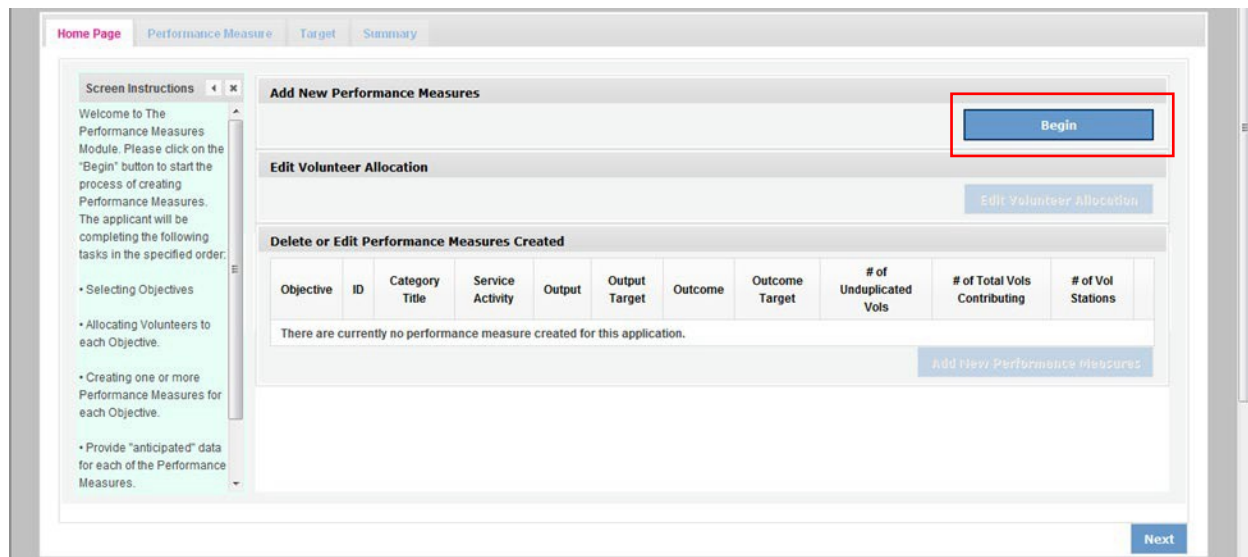 Home Page Performance Measure Target Summary
Screen Instructions
Welcome to The
Performance Measures
Module. Please click on the
"Begin" button to start the
process of creating
Performance Measures.
The applicant will be
completing the following
tasks in the specified order:
• Selecting Objectives
• Allocating Volunteers to
each Objective.
• Creating one or more
Performance Measures for
each Objective.
• Provide "anticipated" data
for each of the Performance
Measures.
Add New Performance Measures
Begin
Edit Volunteer Allocation
Edit Volunteer Allocation
Delete or Edit Performance Measures Created
Objective ID Category Title Service Activity Output Output Target Outcome Outcome Target # of Unduplicated Vols # of Total Vols Contributing # of Vol Stations
There are currently no performance measure created for this application.
Add New Performance Measures
Next